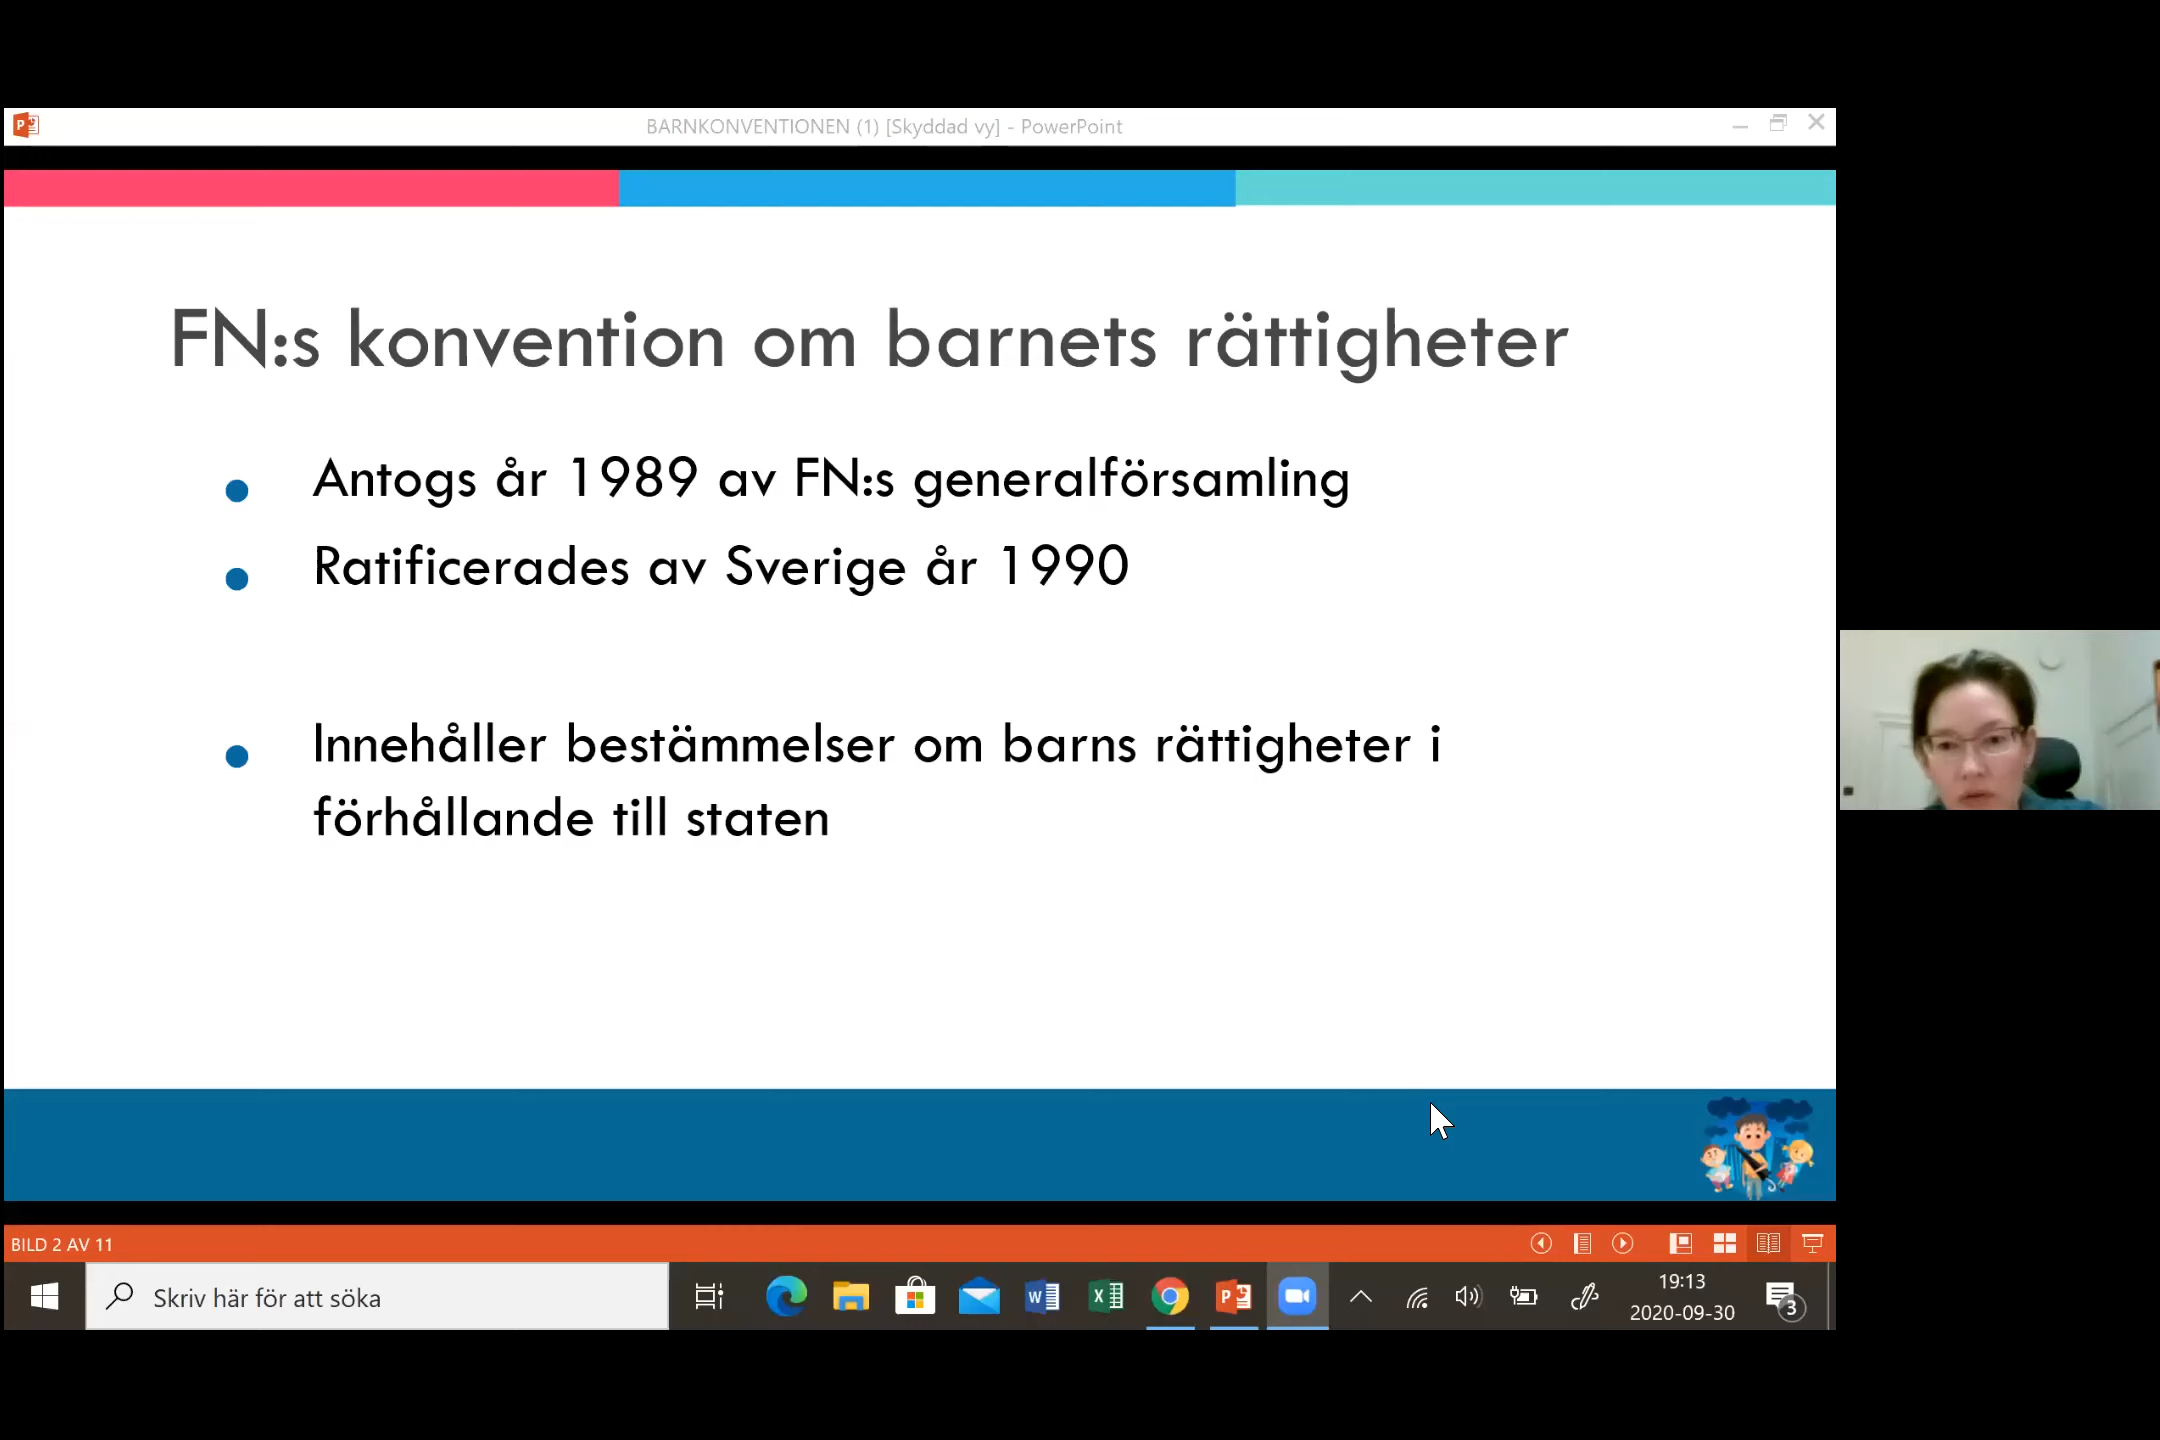 BARNKONVENTIONEN (1) [Skyddad vy] - PowerPoint
FN:s konvention om barnets rättigheter
Antogs år 1989 av FN:s generalförsamling
Ratificerades av Sverige år 1990
Innehåller bestämmelser om barns rättigheter i
förhållande till staten
BILD 2 AV 11
Skriv här för att söka
19:13
2020-09-30
3